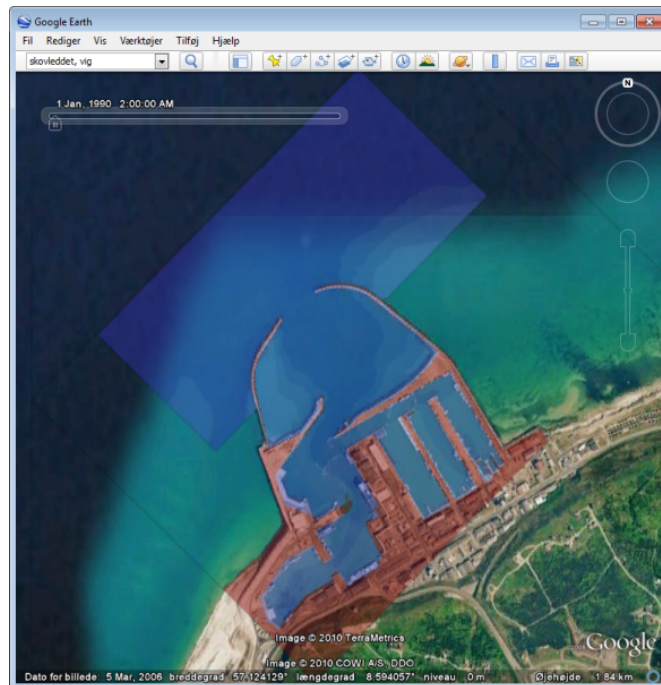 Google Earth
Fil Rediger Vis Værktøjer Tilføj Hjælp
skovleddet, vig
1 Jan, 1990 2:00:00 AM
N
Image © 2010 TerraMetrics
Image © 2010 COWI A/S, DDO
Google
Dato for billede: 5 Mar, 2006 breddegrad 57.124129° længdegrad 8.594057° niveau 0 m Øjehøjde 1.84 km